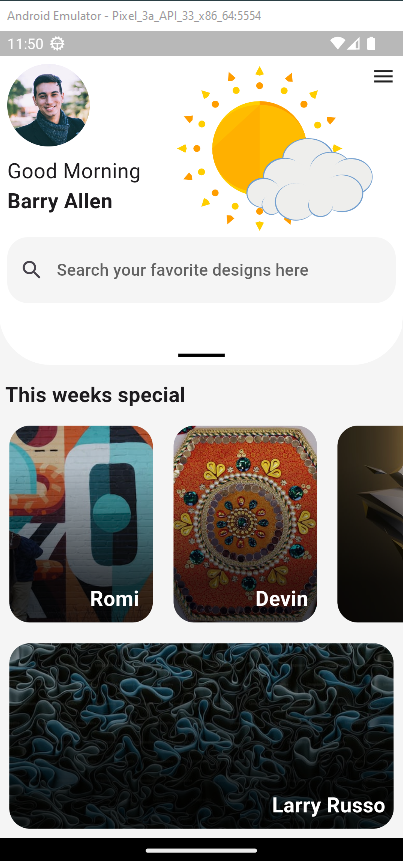 Android Emulator - Pixel_3a_API_33_x86_64:5554
11:50
Good Morning
Barry Allen
Search your favorite designs here
This weeks special
Romi
Devin
Larry Russo